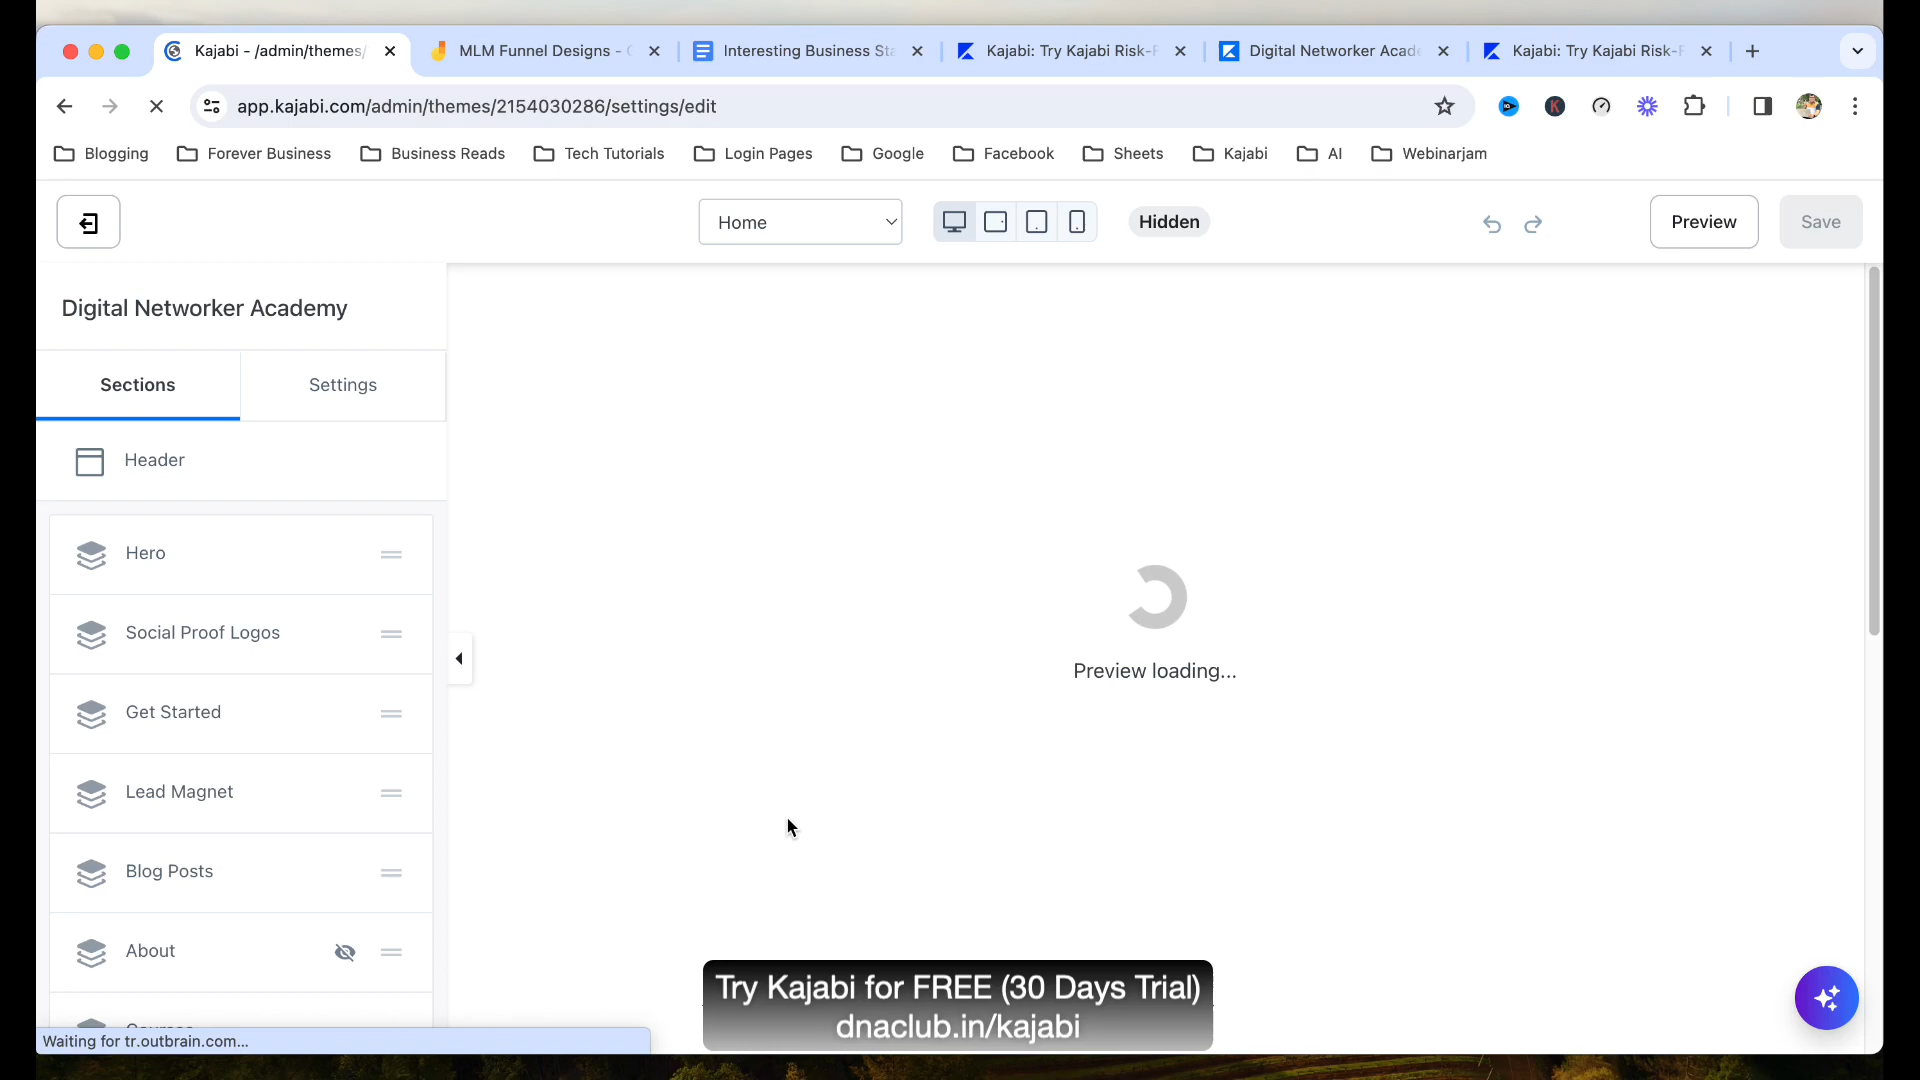 Kajabi - /admin/themes/
MLM Funnel Designs -
Interesting Business Sta
Kajabi: Try Kajabi Risk-F
Digital Networker Acade
Kajabi: Try Kajabi Risk-F
app.kajabi.com/admin/themes/2154030286/settings/edit
Blogging
Forever Business
Business Reads
Tech Tutorials
Login Pages
Google
Facebook
Sheets
Kajabi
AI
Webinarjam
Home
Hidden
Preview
Save
Digital Networker Academy
Sections
Settings
Header
Hero
Social Proof Logos
Get Started
Lead Magnet
Blog Posts
About
Preview loading...
Waiting for tr.outbrain.com...
Try Kajabi for FREE (30 Days Trial)
dnaclub.in/kajabi